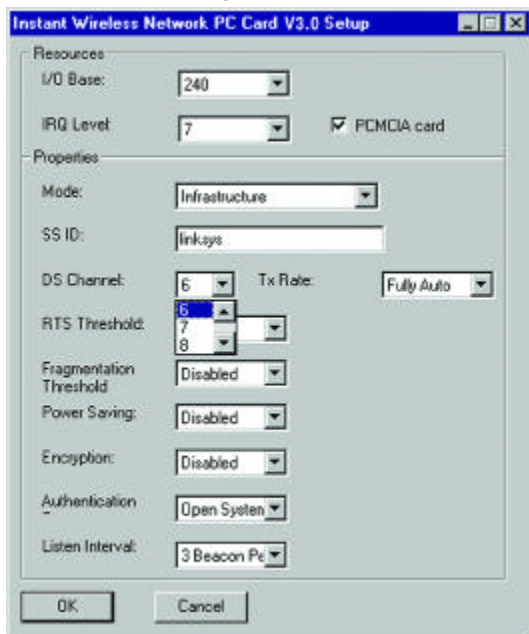 Instant Wireless Network PC Card V3.0 Setup
Resources
I/O Base: 240
IRQ Level: 7 PCMCIA card
Properties
Mode: Infrastructure
SS ID: linksys
DS Channel: 6 Tx Rate: Fully Auto
6
7
8
RTS Threshold:
Fragmentation
Threshold Disabled
Power Saving: Disabled
Encryption: Disabled
Authentication Open System
Listen Interval: 3 Beacon Pe
OK Cancel